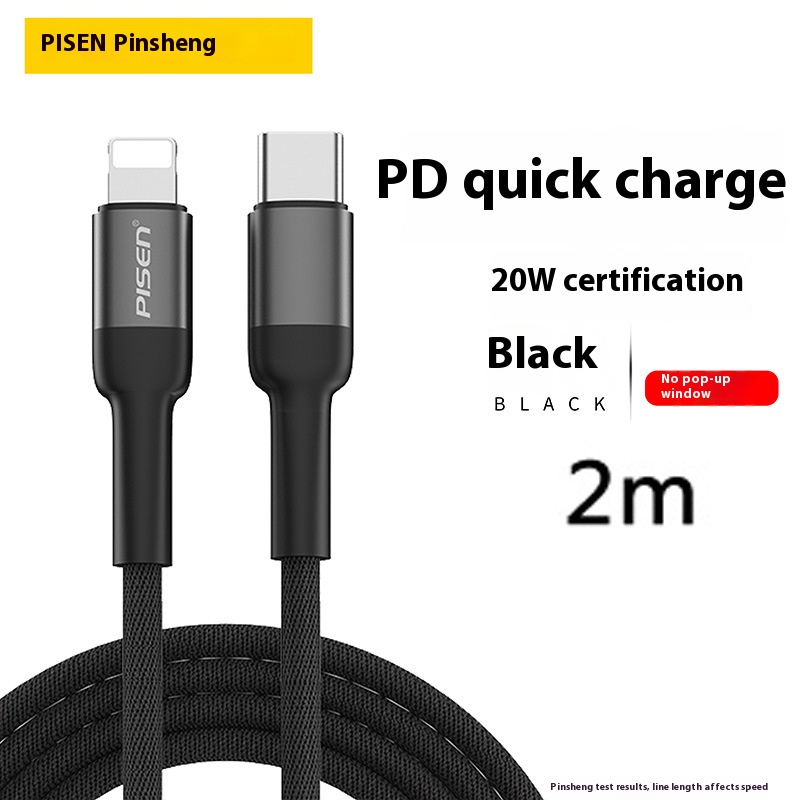 PISEN Pinsheng
PD quick charge
PISEN®
20W certification
Black
No pop-up
window
BLACK
2m
Pinsheng test results, line length affects speed